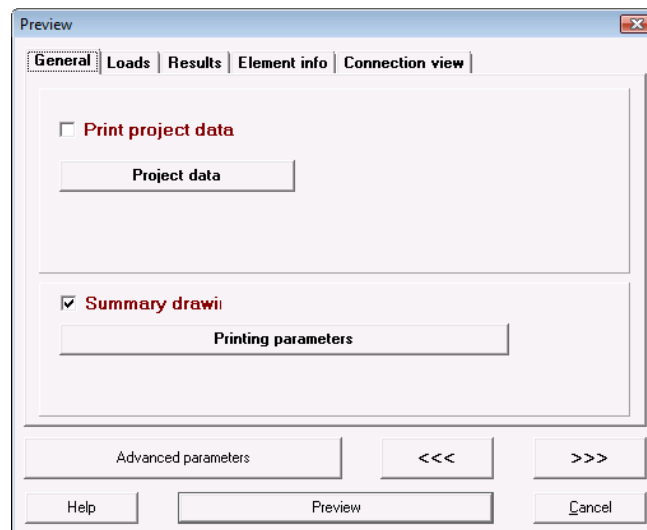 Preview
General Loads Results Element info Connection view
Print project data
Project data
Summary drawi
Printing parameters
Advanced parameters <<< >>>
Help Preview Cancel